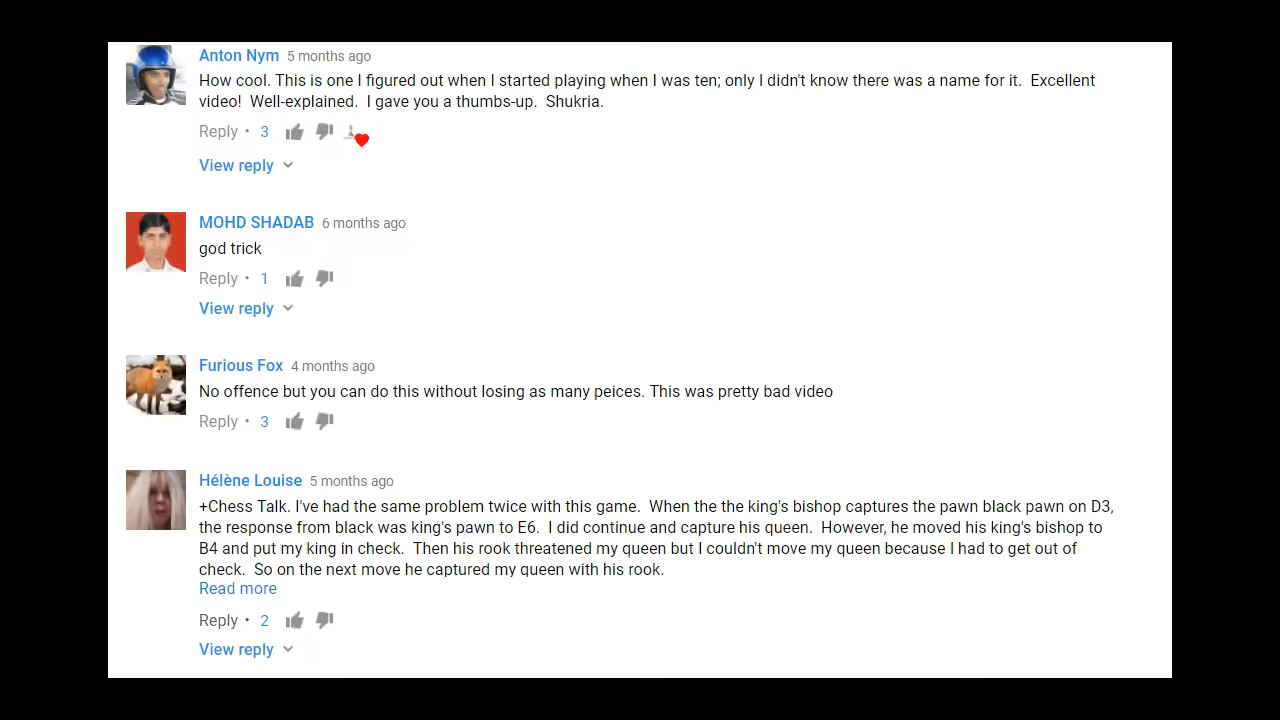 Anton Nym 5 months ago
How cool. This is one I figured out when I started playing when I was ten; only I didn't know there was a name for it.  Excellent
video!  Well-explained.  I gave you a thumbs-up.  Shukria.
Reply • 3
View reply
MOHD SHADAB 6 months ago
god trick
Reply • 1
View reply
Furious Fox 4 months ago
No offence but you can do this without losing as many peices. This was pretty bad video
Reply • 3
Hélène Louise 5 months ago
+Chess Talk. I've had the same problem twice with this game.  When the the king's bishop captures the pawn black pawn on D3,
the response from black was king's pawn to E6.  I did continue and capture his queen.  However, he moved his king's bishop to
B4 and put my king in check.  Then his rook threatened my queen but I couldn't move my queen because I had to get out of
check.  So on the next move he captured my queen with his rook.
Read more
Reply • 2
View reply